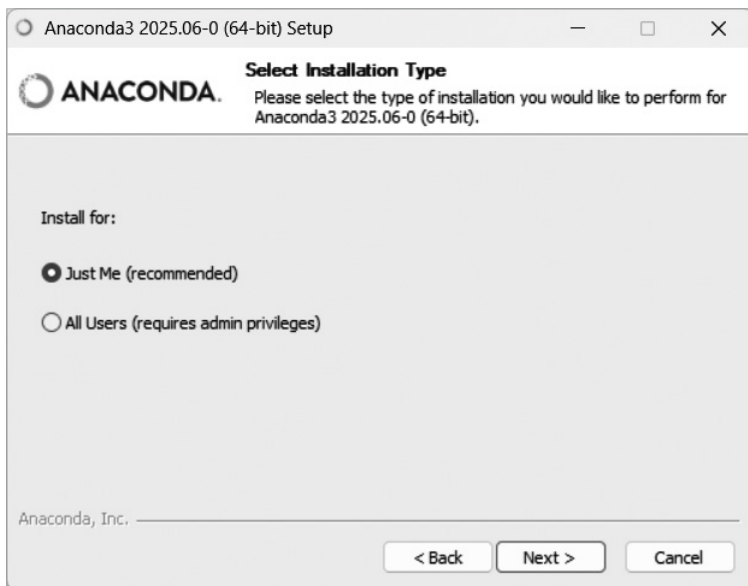 Anaconda3 2025.06-0 (64-bit) Setup
ANACONDA.
Select Installation Type
Please select the type of installation you would like to perform for
Anaconda3 2025.06-0 (64-bit).
Install for:
Just Me (recommended)
All Users (requires admin privileges)
Anaconda, Inc.
< Back Next > Cancel